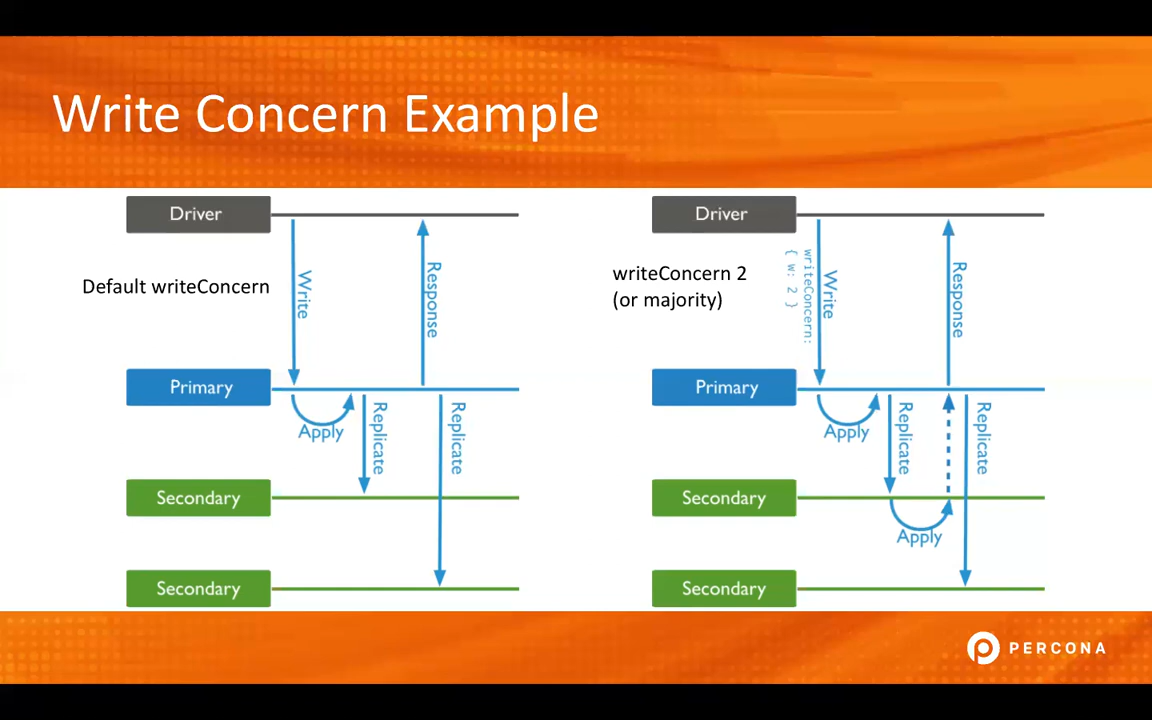 Write Concern Example
Driver
Default writeConcern
Write
Response
Primary
Apply
Replicate
Replicate
Secondary
Secondary
Driver
writeConcern 2
(or majority)
writeConcern:
{ w: 2 }
Write
Response
Primary
Apply
Replicate
Replicate
Secondary
Apply
Secondary
PERCONA